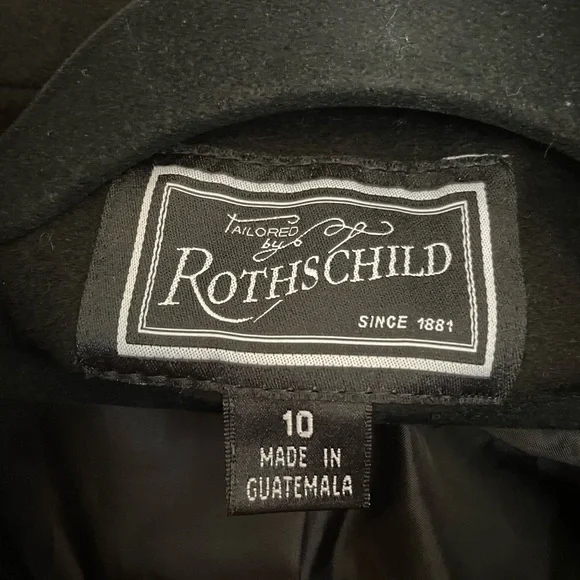 TAILORED
by
ROTHSCHILD
SINCE 1881
10
MADE IN
GUATEMALA